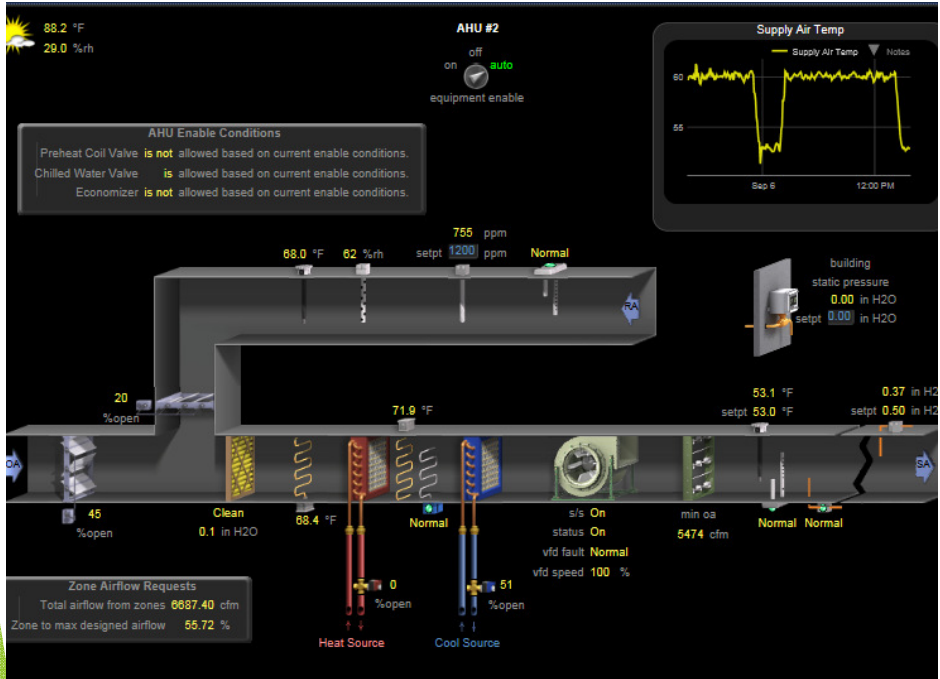 88.2 °F
29.0 %rh
AHU #2
off
on auto
equipment enable
Supply Air Temp
Supply Air Temp Notes
60
55
Sep 6 12:00 PM
AHU Enable Conditions
Preheat Coil Valve is not allowed based on current enable conditions.
Chilled Water Valve is allowed based on current enable conditions.
Economizer is not allowed based on current enable conditions.
68.0 °F 62 %rh
755 ppm
setpt 1200 ppm
Normal
RA
building
static pressure
0.00 in H2O
setpt 0.00 in H2O
20
%open
71.9 °F
53.1 °F
setpt 53.0 °F
0.37 in H2
setpt 0.50 in H2
OA
SA
45
%open
Clean
0.1 in H2O
68.4 °F
Normal
s/s On
status On
vfd fault Normal
vfd speed 100 %
min oa
5474 cfm
Normal Normal
0
%open
51
%open
Heat Source Cool Source
Zone Airflow Requests
Total airflow from zones 6687.40 cfm
Zone to max designed airflow 55.72 %